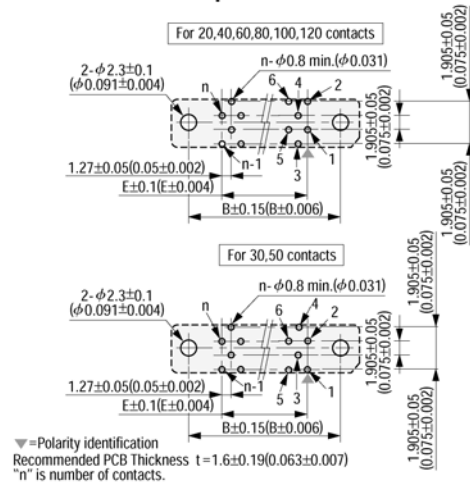 For 20,40,60,80,100,120 contacts
n-ϕ0.8 min.(ϕ0.031)
2-ϕ2.3±0.1
(ϕ0.091±0.004)
n
6
4
2
1.905±0.05
(0.075±0.002)
1.905±0.05
(0.075±0.002)
n-1
5
3
1
1.27±0.05(0.05±0.002)
E±0.1(E±0.004)
B±0.15(B±0.006)
1.905±0.05
(0.075±0.002)
For 30,50 contacts
n-ϕ0.8 min.(ϕ0.031)
2-ϕ2.3±0.1
(ϕ0.091±0.004)
n
6
4
2
1.905±0.05
(0.075±0.002)
1.905±0.05
(0.075±0.002)
n-1
5
3
1
1.27±0.05(0.05±0.002)
E±0.1(E±0.004)
B±0.15(B±0.006)
1.905±0.05
(0.075±0.002)
▼=Polarity identification
Recommended PCB Thickness t=1.6±0.19(0.063±0.007)
"n" is number of contacts.